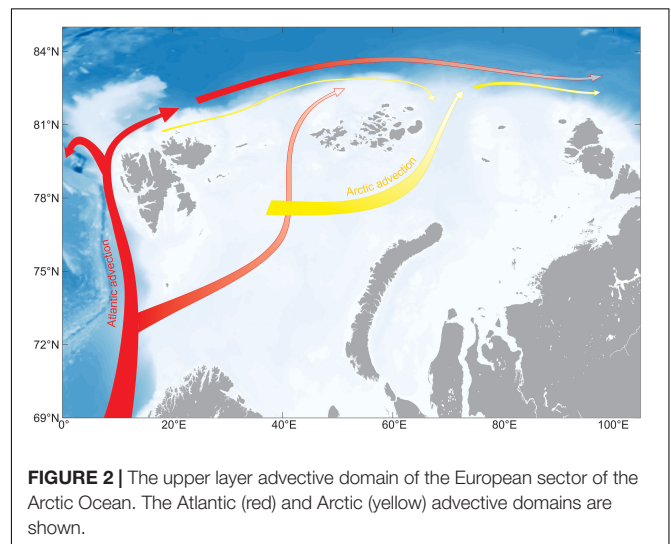 84°N
81°N
78°N
75°N
72°N
69°N
0°
20°E
40°E
60°E
80°E
100°E
Atlantic advection
Arctic advection
FIGURE 2 | The upper layer advective domain of the European sector of the
Arctic Ocean. The Atlantic (red) and Arctic (yellow) advective domains are
shown.